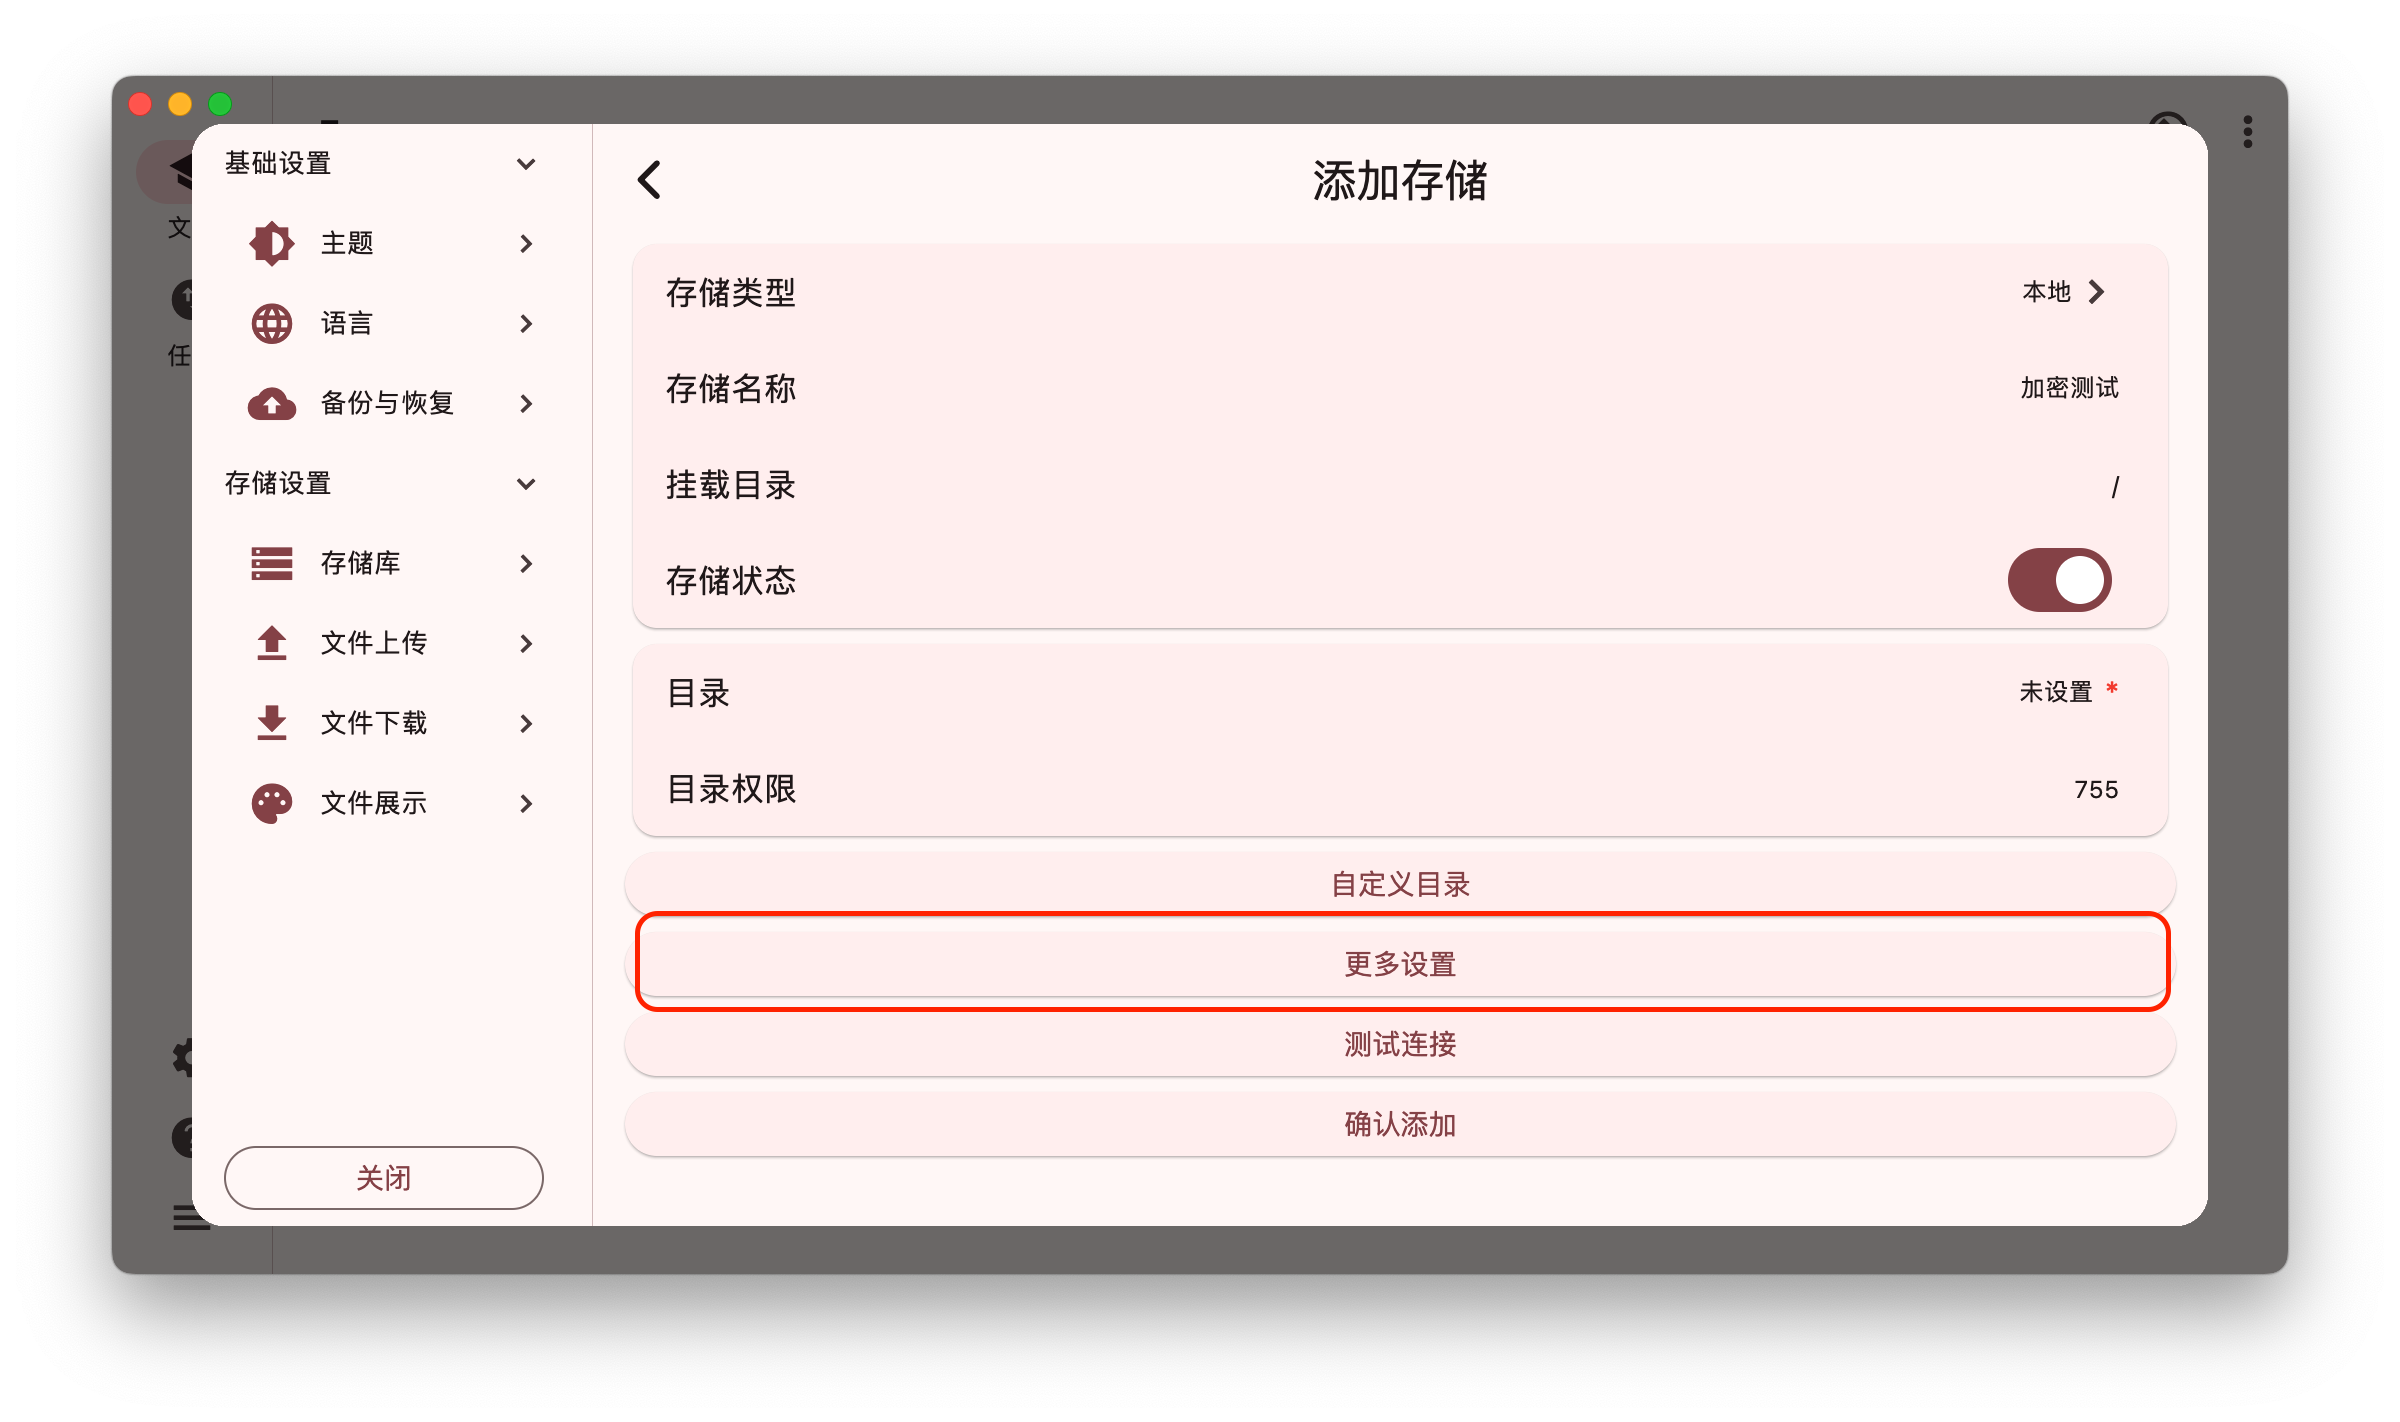 基础设置
主题
语言
备份与恢复
存储设置
存储库
文件上传
文件下载
文件展示
关闭
添加存储
存储类型 本地
存储名称 加密测试
挂载目录 /
存储状态
目录 未设置 *
目录权限 755
自定义目录
更多设置
测试连接
确认添加
文
任